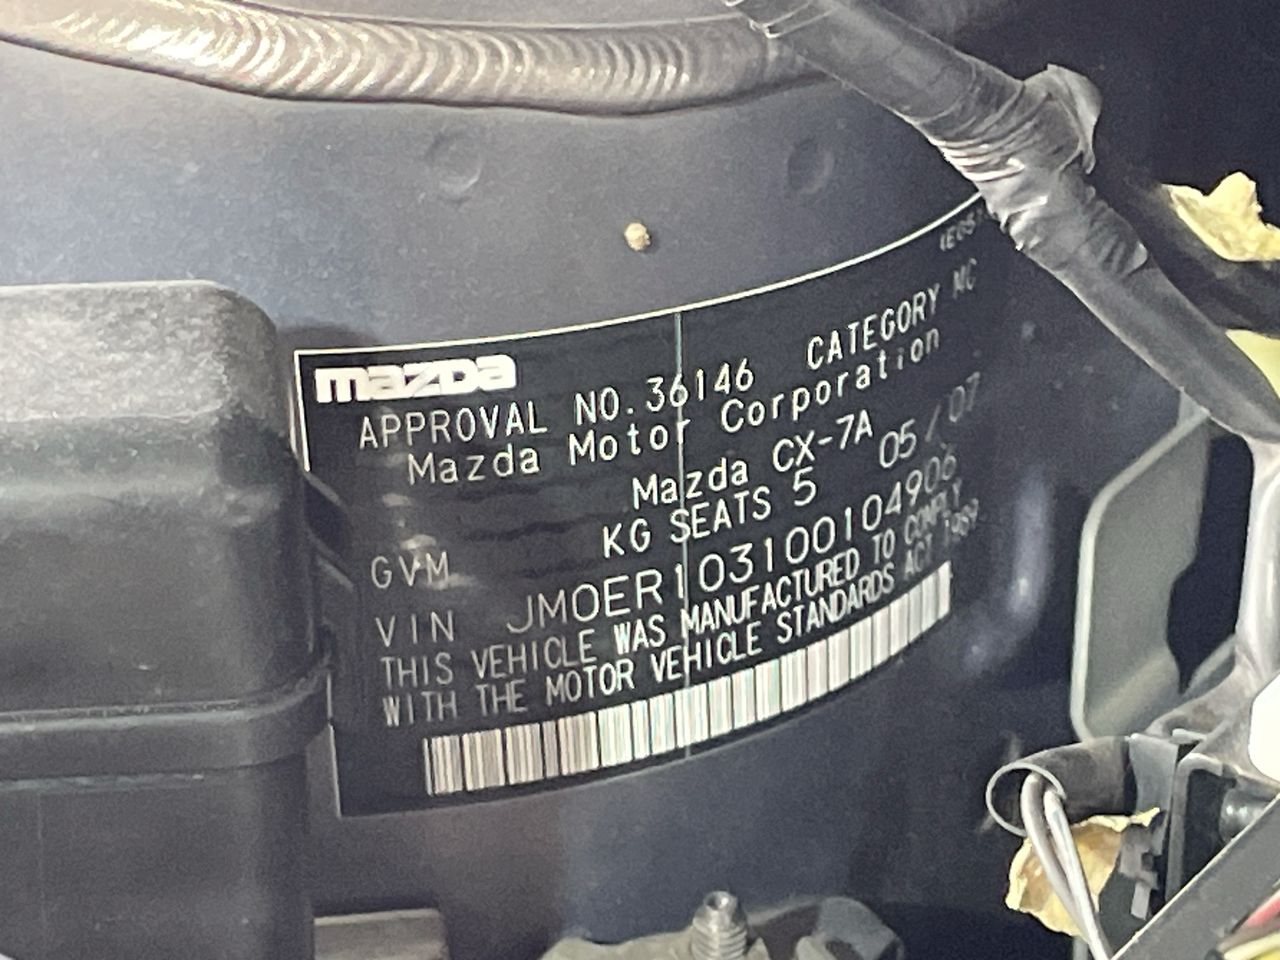 mazda
APPROVAL NO. 36146 CATEGORY MC
Mazda Motor Corporation
Mazda CX-7A
GVM KG SEATS 5 05/07
VIN JM0ER103100104906
THIS VEHICLE WAS MANUFACTURED TO COMPLY
WITH THE MOTOR VEHICLE STANDARDS ACT 1989